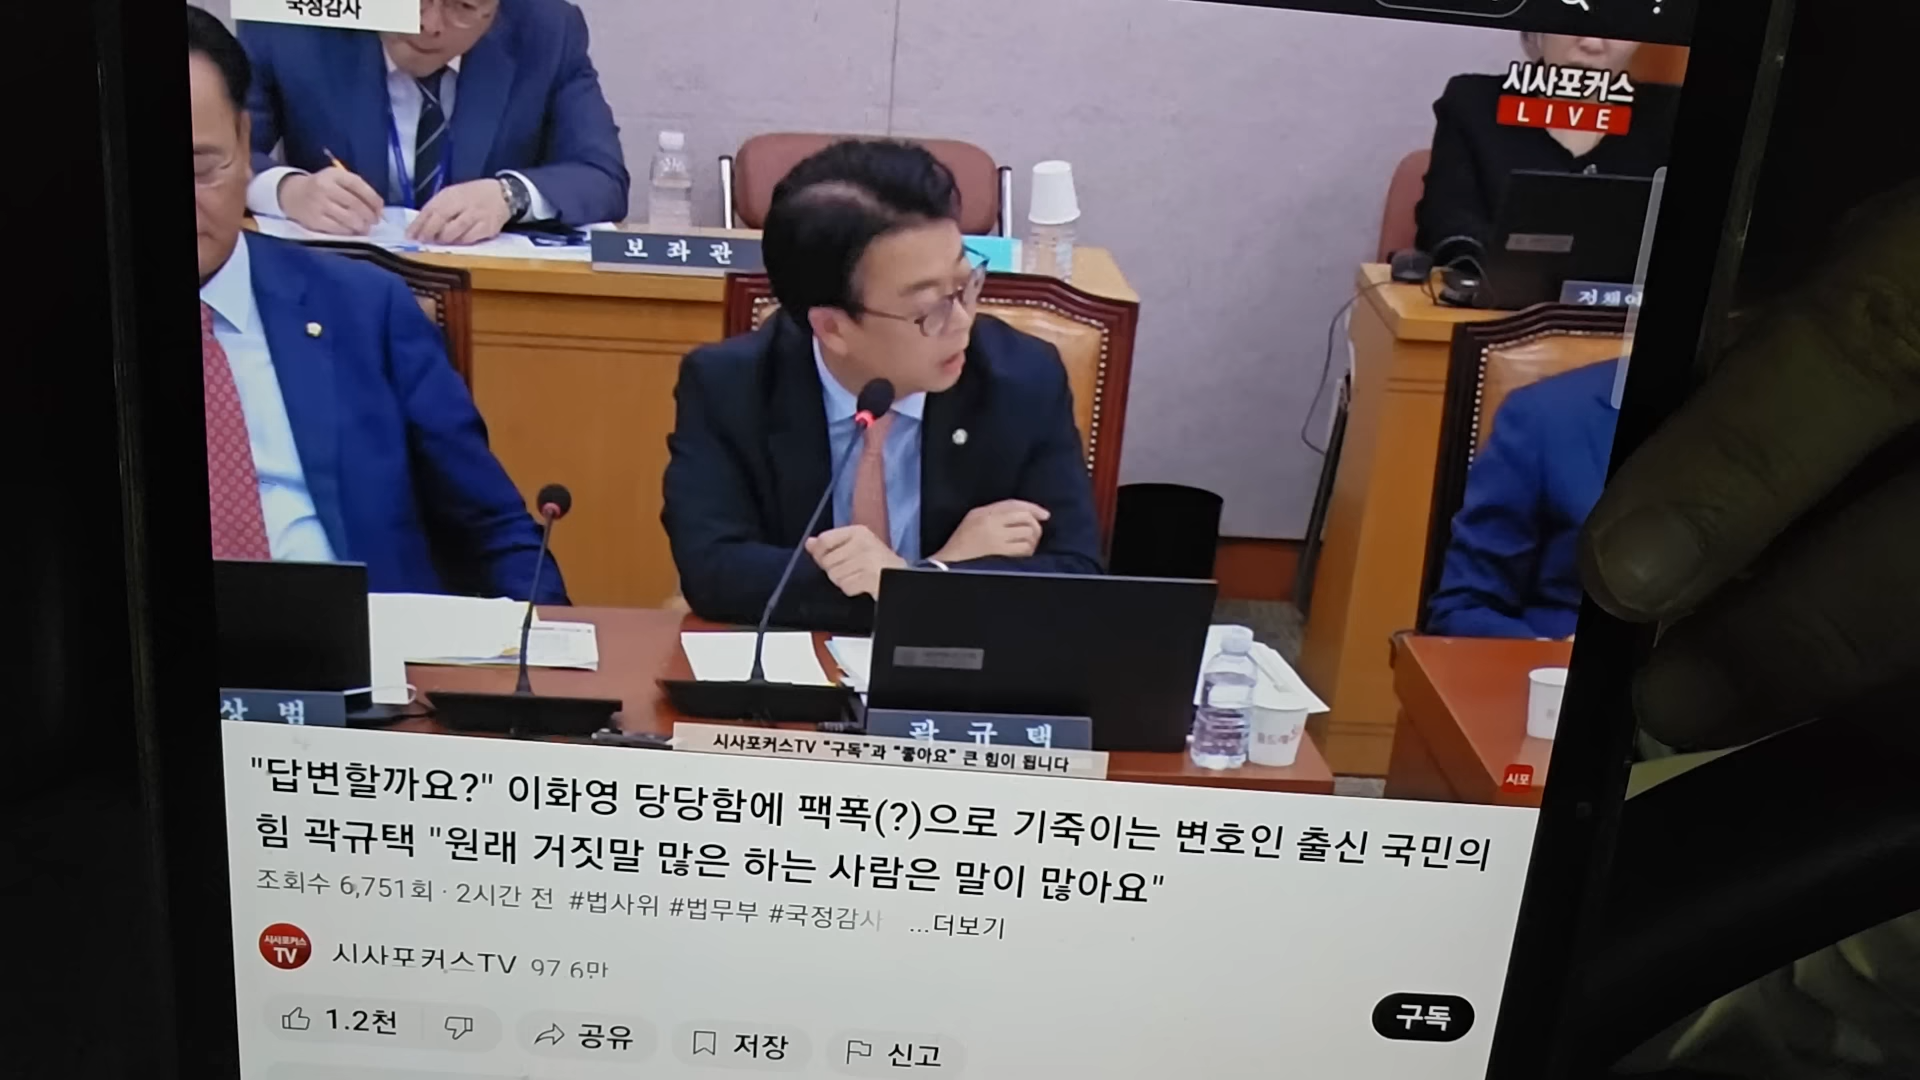 국정감사
시사포커스
LIVE
보좌관
상범
곽규택
시사포커스TV "구독"과 "좋아요" 큰 힘이 됩니다
시포
"답변할까요?" 이화영 당당함에 팩폭(?)으로 기죽이는 변호인 출신 국민의
힘 곽규택 "원래 거짓말 많은 하는 사람은 말이 많아요"
조회수 6,751회 · 2시간 전 #법사위 #법무부 #국정감사 ...더보기
시사포커스
TV
시사포커스TV 97.6만
구독
1.2천
공유
저장
신고